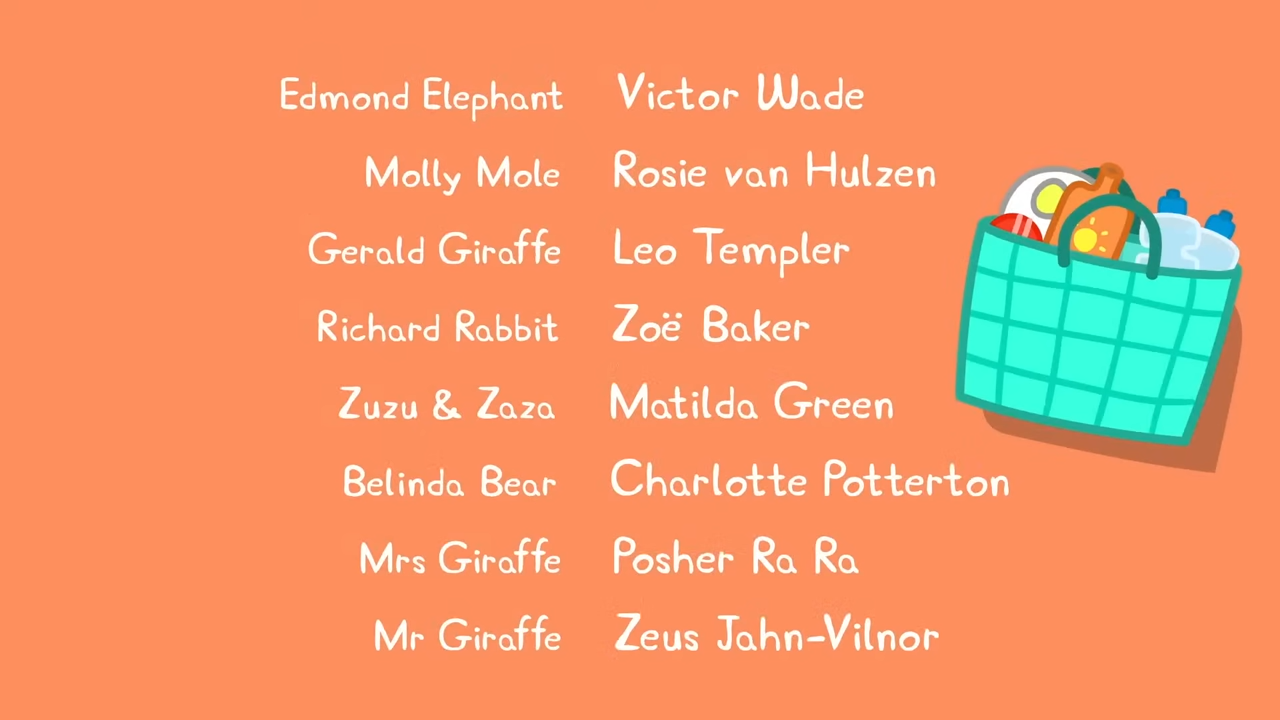 Edmond Elephant Victor Wade
Molly Mole Rosie van Hulzen
Gerald Giraffe Leo Templer
Richard Rabbit Zoë Baker
Zuzu & Zaza Matilda Green
Belinda Bear Charlotte Potterton
Mrs Giraffe Posher Ra Ra
Mr Giraffe Zeus Jahn-Vilnor